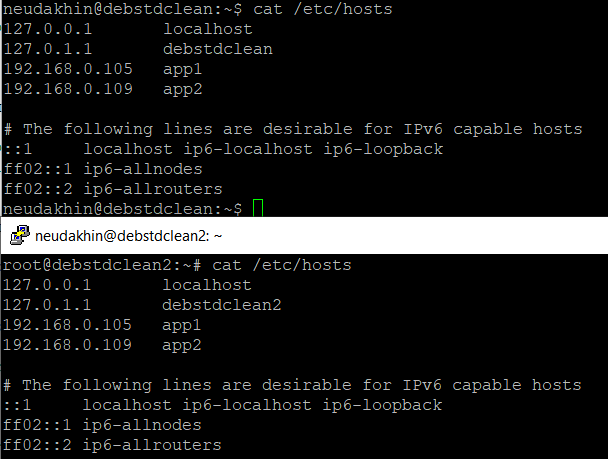 neudakhin@debstdclean:~$ cat /etc/hosts
127.0.0.1       localhost
127.0.1.1       debstdclean
192.168.0.105   app1
192.168.0.109   app2
# The following lines are desirable for IPv6 capable hosts
::1     localhost ip6-localhost ip6-loopback
ff02::1 ip6-allnodes
ff02::2 ip6-allrouters
neudakhin@debstdclean:~$
neudakhin@debstdclean2: ~
root@debstdclean2:~# cat /etc/hosts
127.0.0.1       localhost
127.0.1.1       debstdclean2
192.168.0.105   app1
192.168.0.109   app2
# The following lines are desirable for IPv6 capable hosts
::1     localhost ip6-localhost ip6-loopback
ff02::1 ip6-allnodes
ff02::2 ip6-allrouters